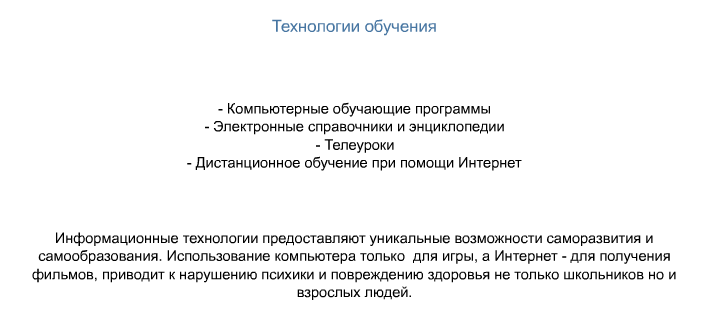 Технологии обучения
- Компьютерные обучающие программы
- Электронные справочники и энциклопедии
- Телеуроки
- Дистанционное обучение при помощи Интернет
Информационные технологии предоставляют уникальные возможности саморазвития и
самообразования. Использование компьютера только  для игры, а Интернет - для получения
фильмов, приводит к нарушению психики и повреждению здоровья не только школьников но и
взрослых людей.